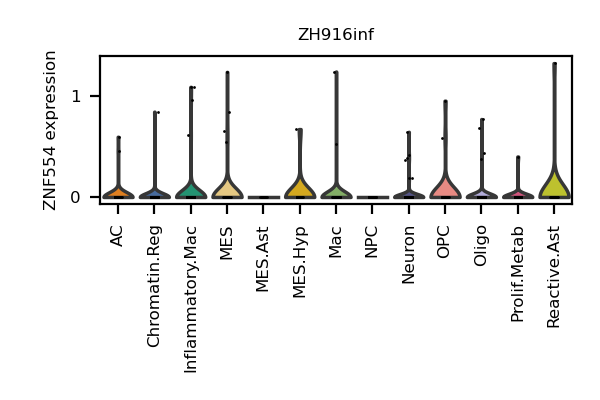 ZH916inf
ZNF554 expression
1
0
AC
Chromatin.Reg
Inflammatory.Mac
MES
MES.Ast
MES.Hyp
Mac
NPC
Neuron
OPC
Oligo
Prolif.Metab
Reactive.Ast